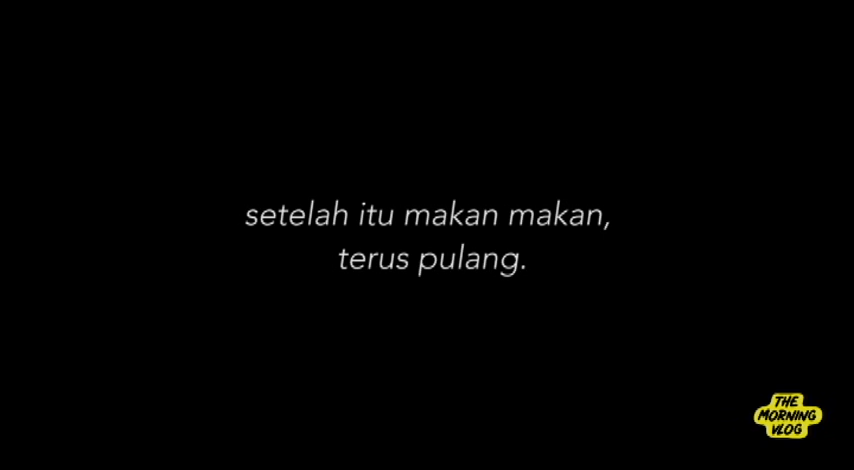 setelah itu makan makan,
terus pulang.
THE
MORNING
VLOG